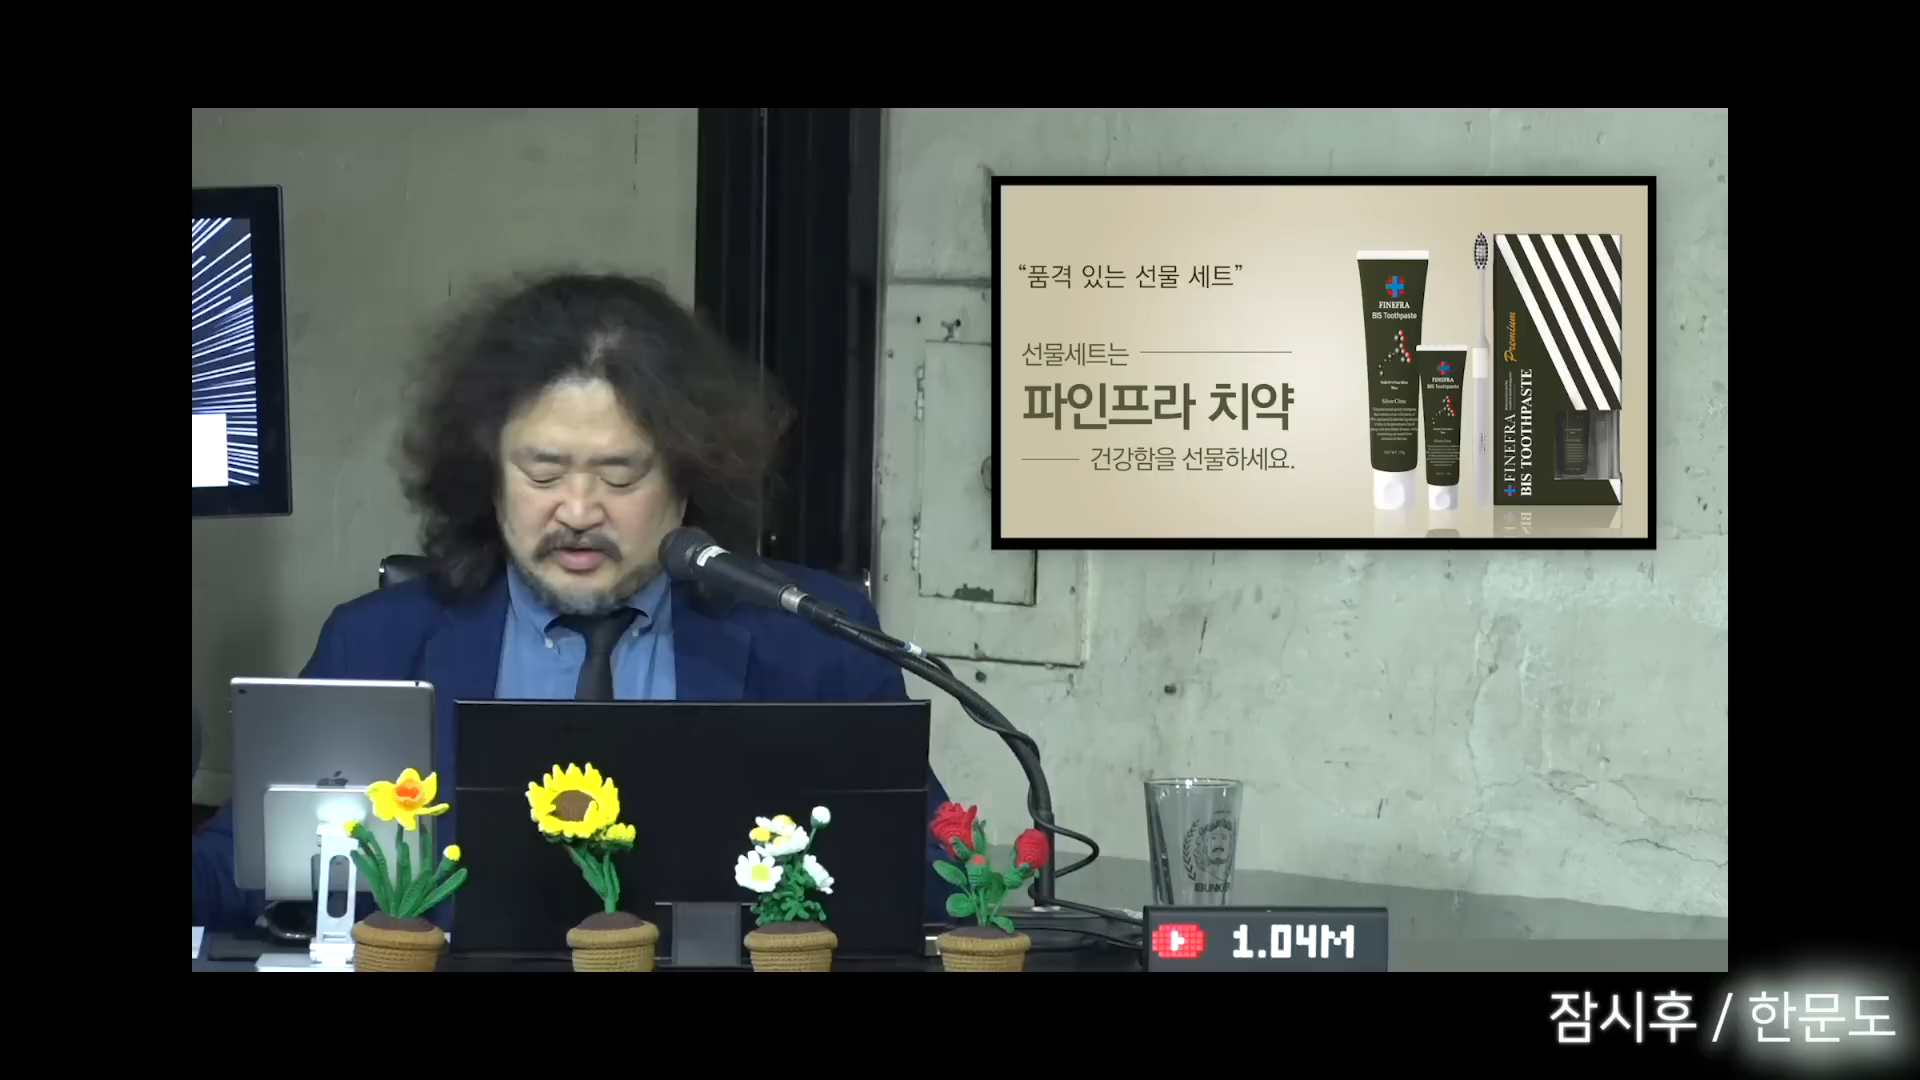 “품격 있는 선물 세트”
선물세트는
파인프라 치약
건강함을 선물하세요.
FINEFRA
BIS Toothpaste
SilverClinic
FINEFRA
BIS Toothpaste
Premium
FINEFRA
BIS TOOTHPASTE
BUNKER
1.04M
잠시후 / 한문도